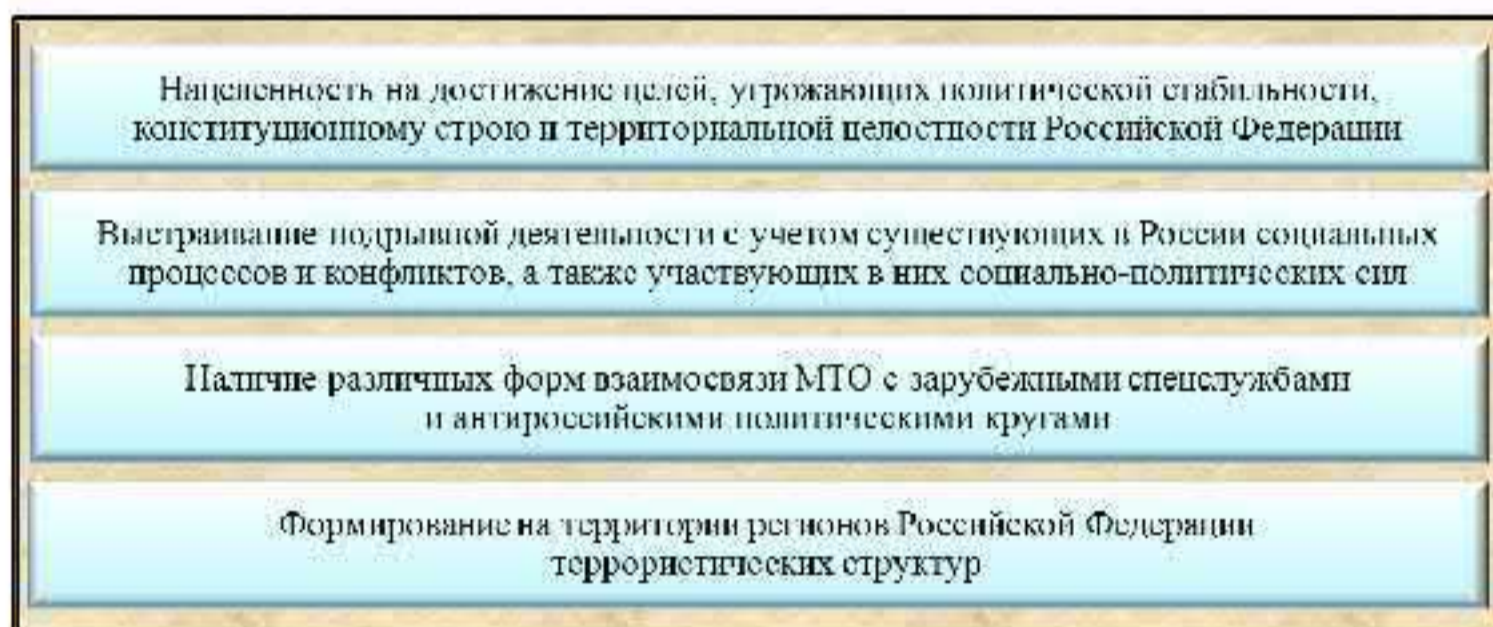 Нацеленность на достижение целей, угрожающих политической стабильности,
конституционному строю и территориальной целостности Российской Федерации
Выстраивание подрывной деятельности с учетом существующих в России социальных
процессов и конфликтов, а также участвующих в них социально-политических сил
Наличие различных форм взаимосвязи МТО с зарубежными спецслужбами
и антироссийскими политическими кругами
Формирование на территории регионов Российской Федерации
террористических структур